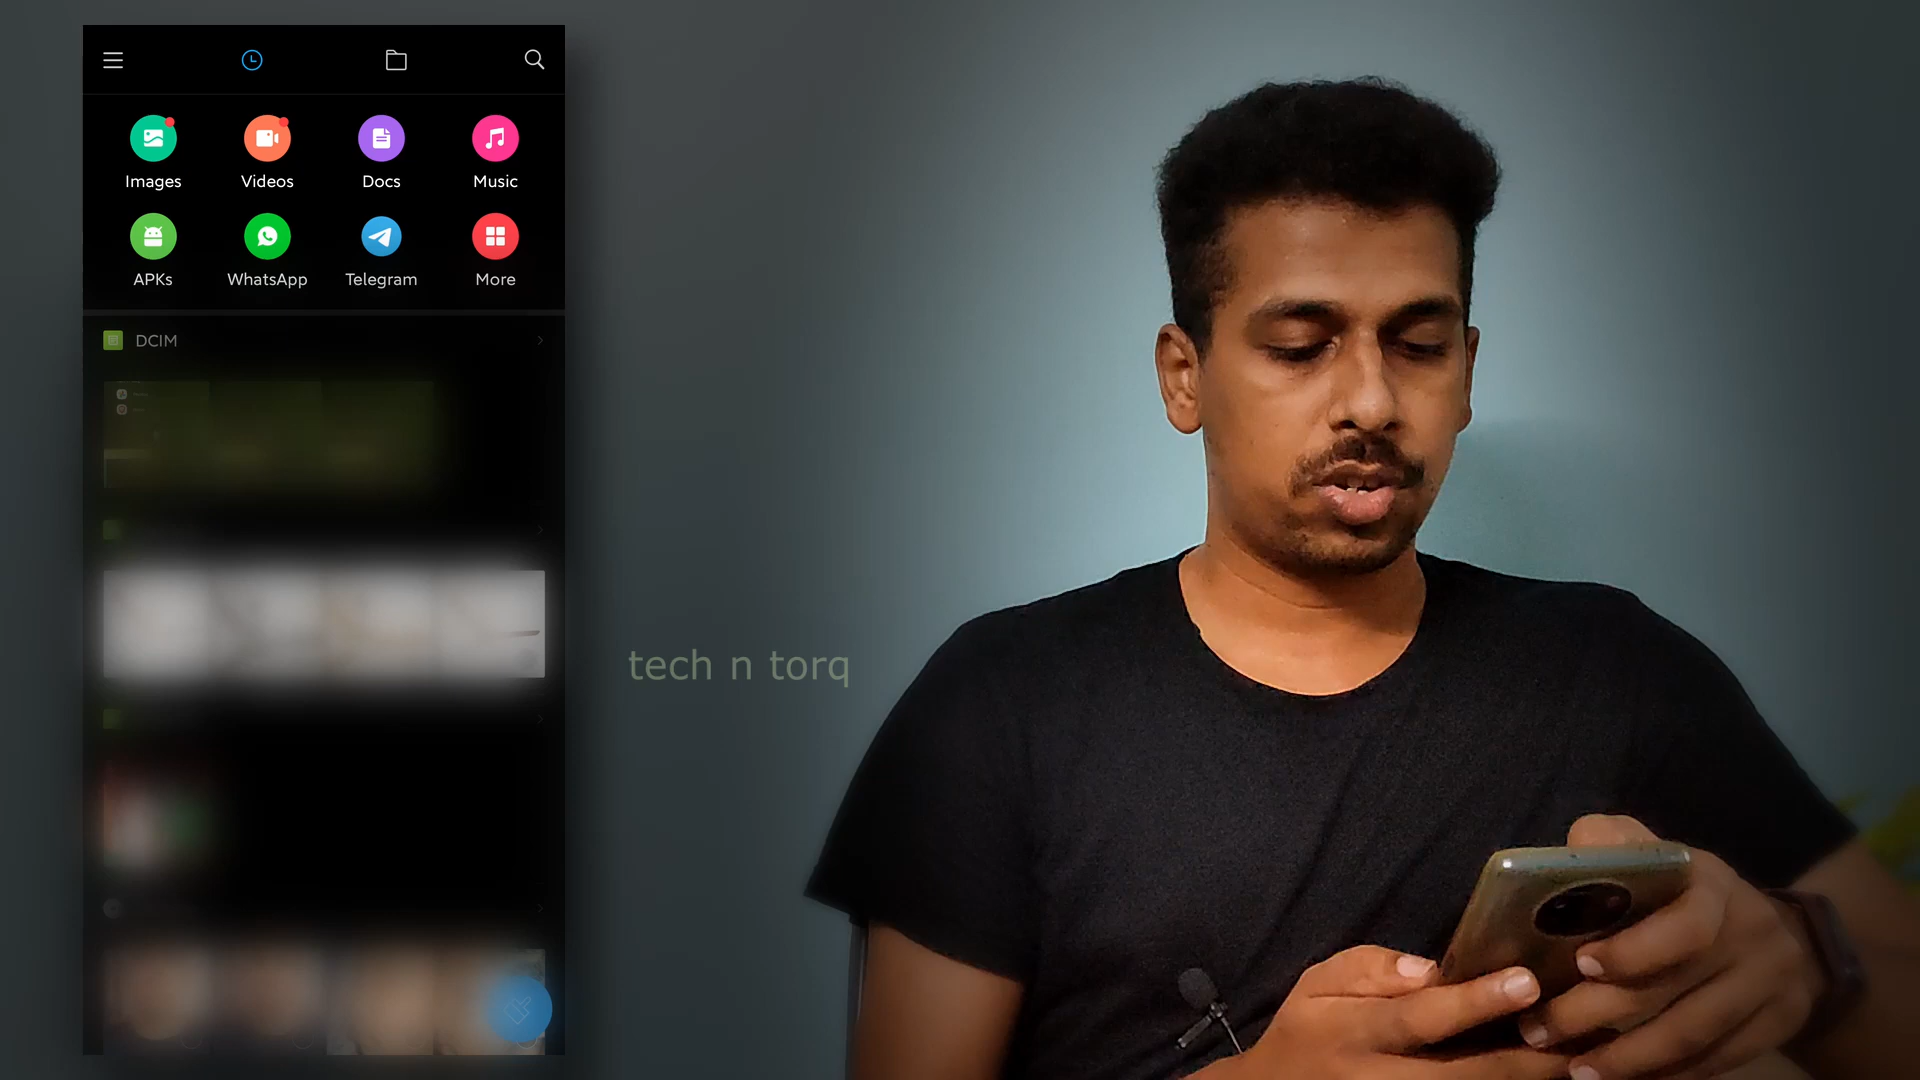 Images Videos Docs Music
APKs WhatsApp Telegram More
DCIM
tech n torq